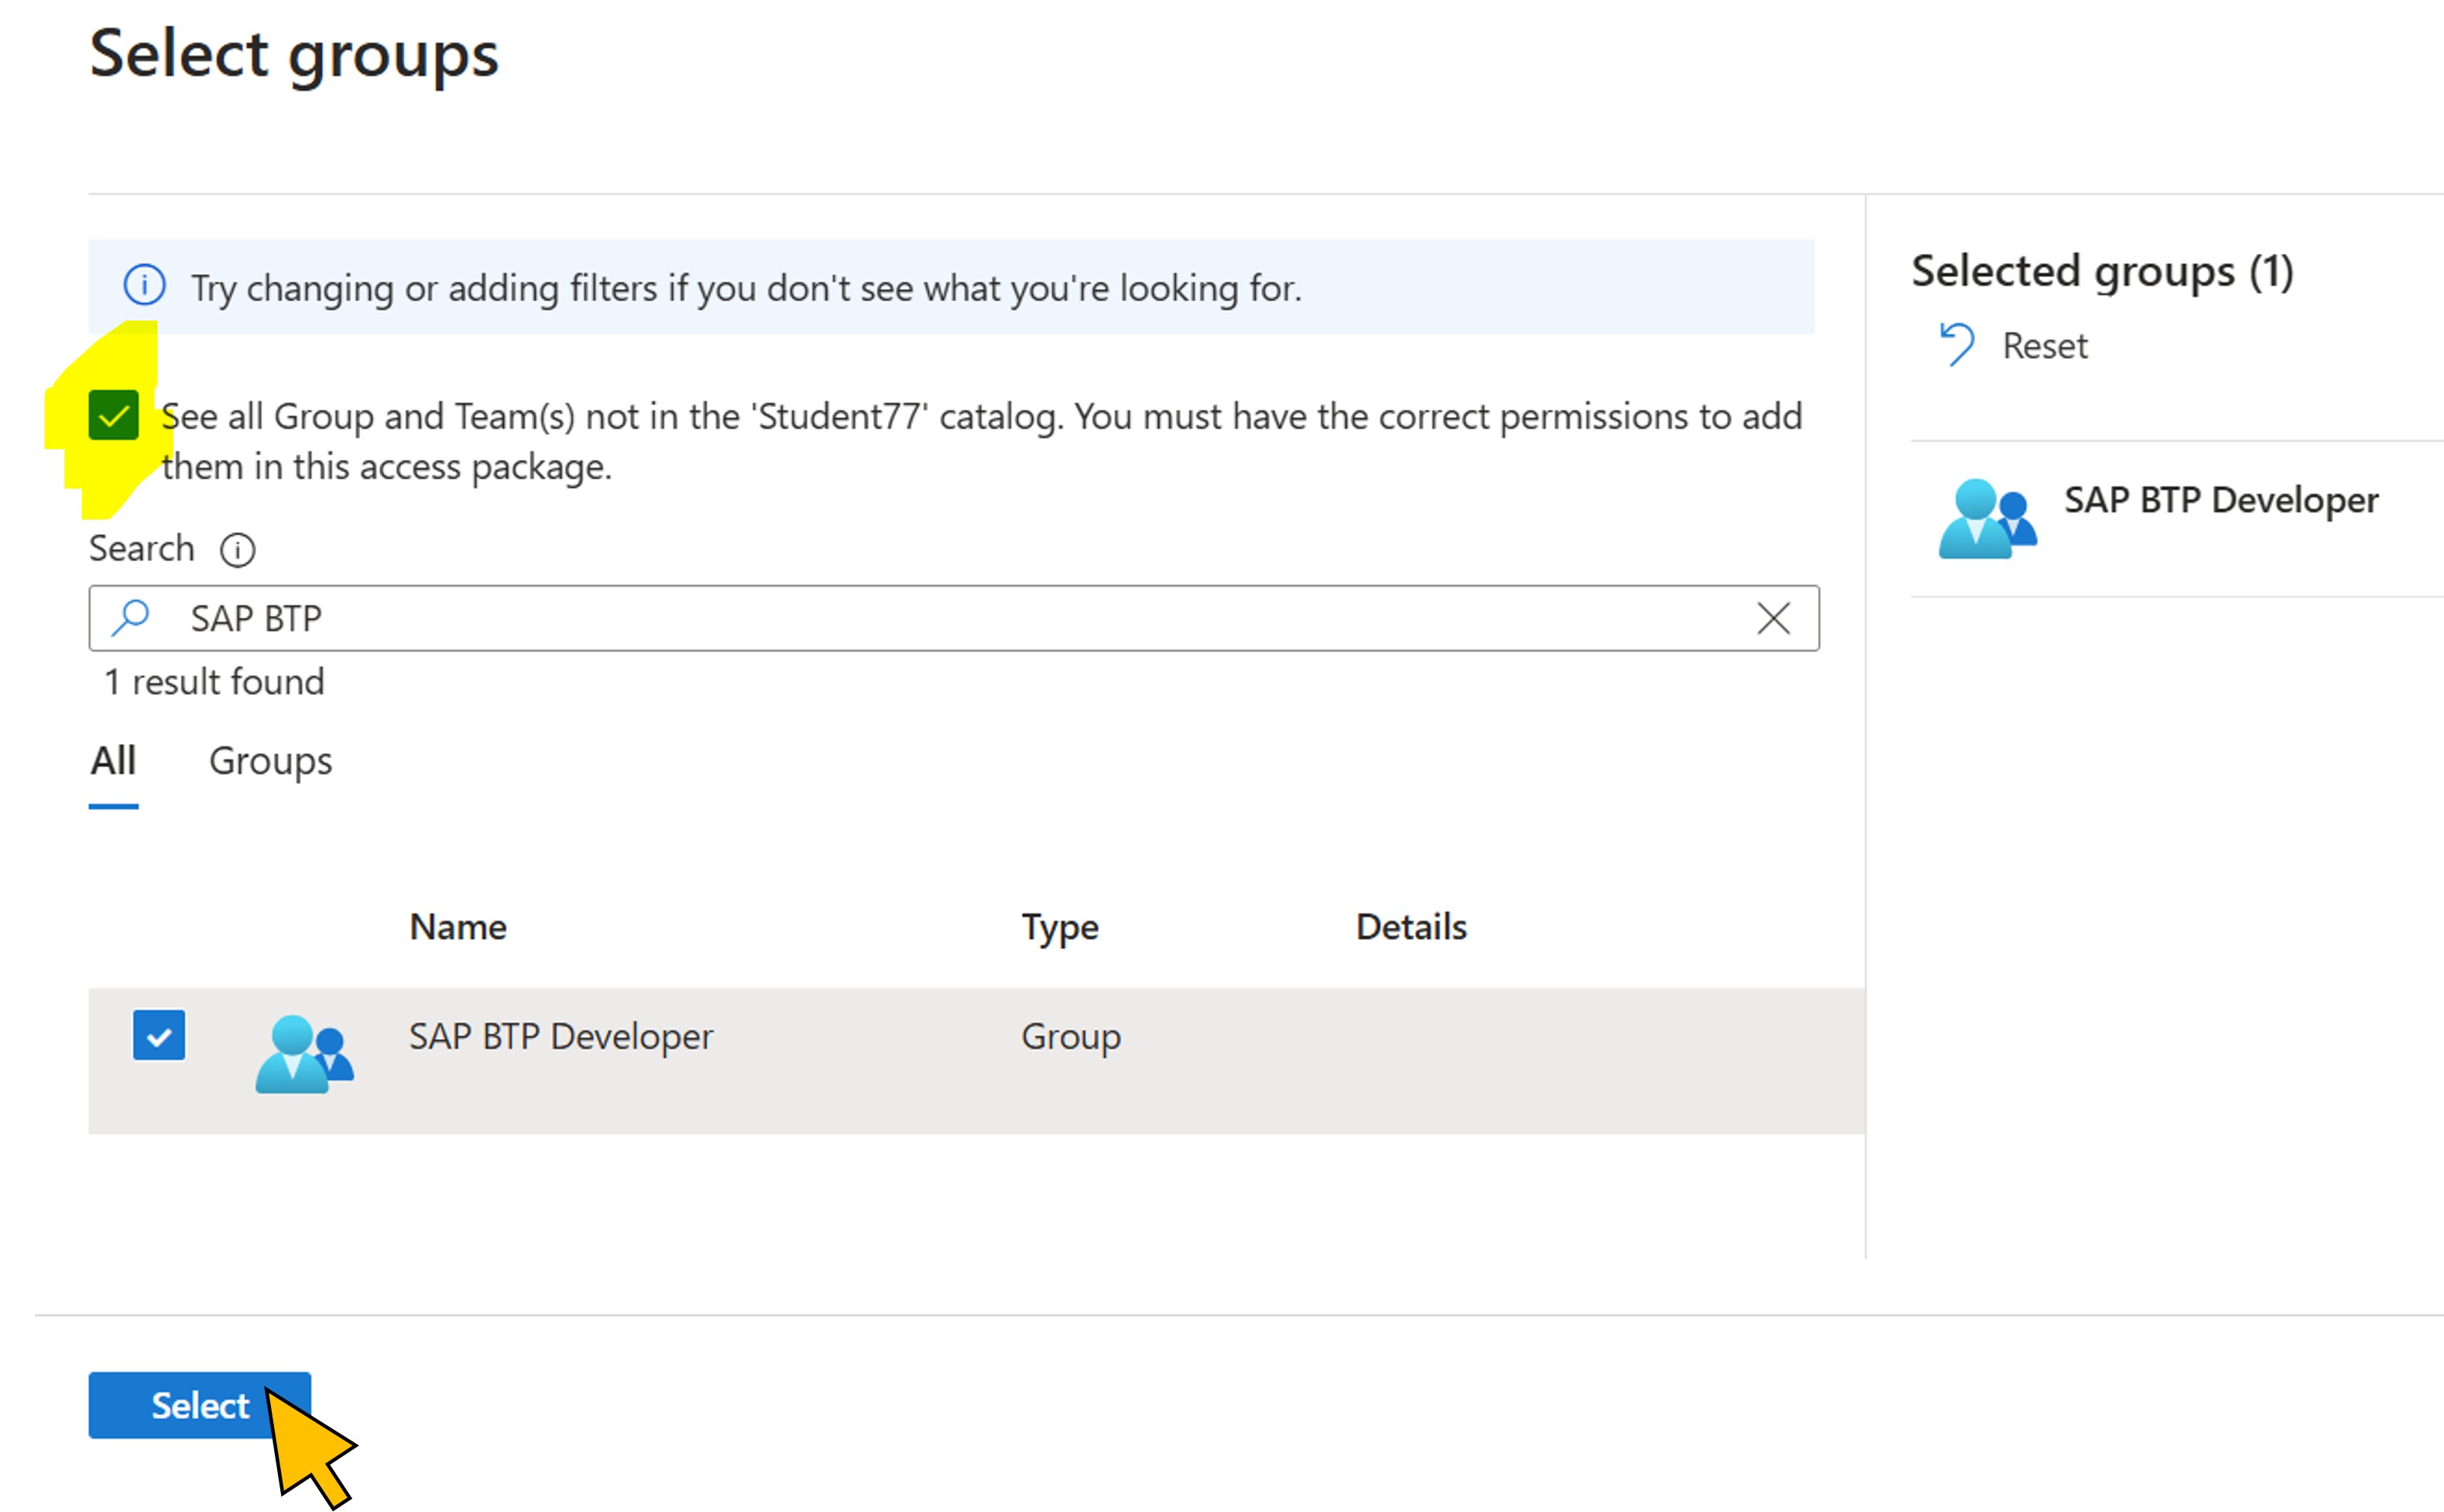 Select groups
Try changing or adding filters if you don't see what you're looking for.
See all Group and Team(s) not in the 'Student77' catalog. You must have the correct permissions to add
them in this access package.
Search
SAP BTP
1 result found
All Groups
Name Type Details
SAP BTP Developer Group
Selected groups (1)
Reset
SAP BTP Developer
Select